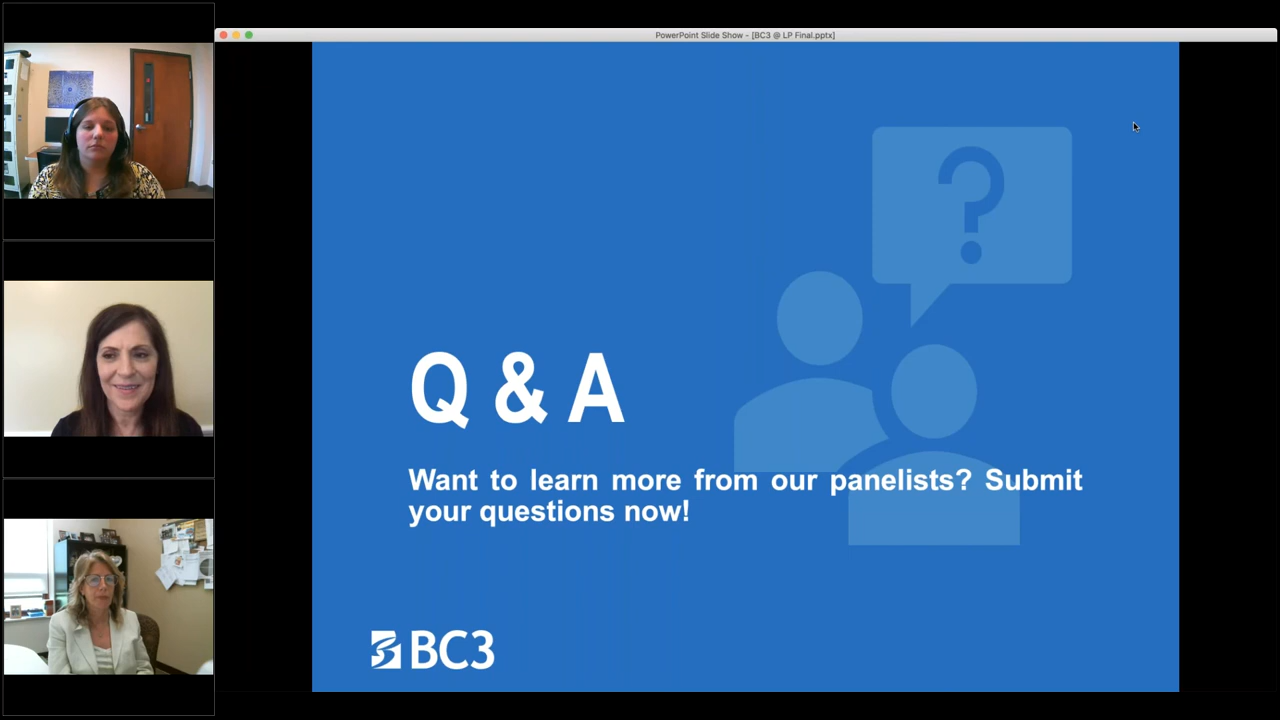 PowerPoint Slide Show - [BC3 @ LP Final.pptx]
Q & A
Want to learn more from our panelists? Submit
your questions now!
BC3